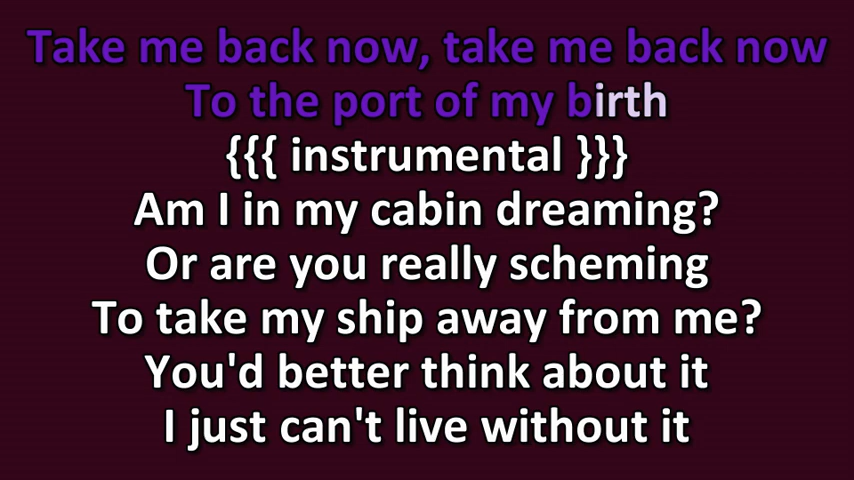 Take me back now, take me back now
To the port of my birth
{{{ instrumental }}}
Am I in my cabin dreaming?
Or are you really scheming
To take my ship away from me?
You'd better think about it
I just can't live without it